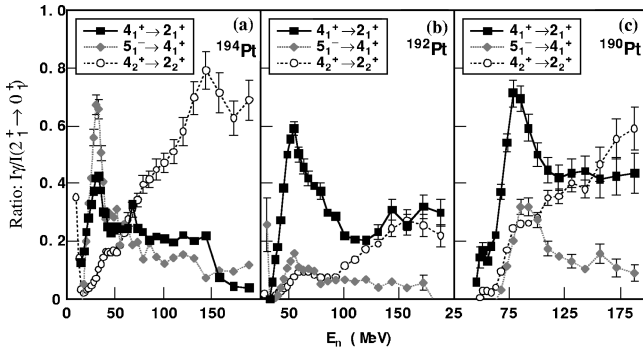 (a)
4₁⁺→2₁⁺
5₁⁻→4₁⁺
4₂⁺→2₂⁺
¹⁹⁴Pt
(b)
4₁⁺→2₁⁺
5₁⁻→4₁⁺
4₂⁺→2₂⁺
¹⁹²Pt
(c)
4₁⁺→2₁⁺
5₁⁻→4₁⁺
4₂⁺→2₂⁺
¹⁹⁰Pt
Ratio: Iγ/I(2₁⁺→0₁⁺)
1.0
0.8
0.6
0.4
0.2
0
0 50 100 150
50 100 150
25 75 125 175
Eₙ (MeV)